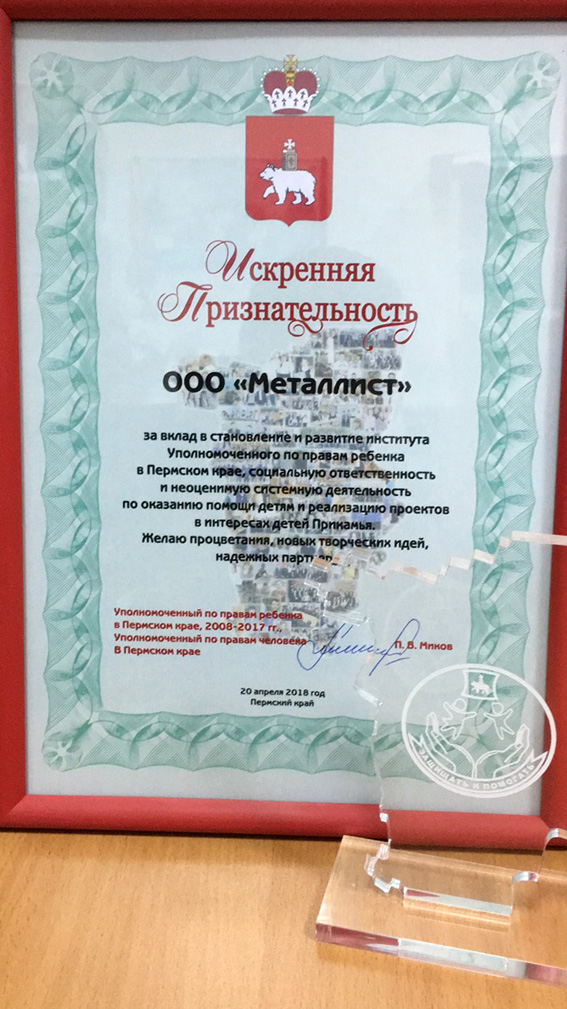 Искренняя
Признательность
ООО «Металлист»
за вклад в становление и развитие института
Уполномоченного по правам ребенка
в Пермском крае, социальную ответственность
и неоценимую системную деятельность
по оказанию помощи детям и реализацию проектов
в интересах детей Прикамья.
Желаю процветания, новых творческих идей,
надежных
Уполномоченный по правам ребенка
в Пермском крае, 2008-2017 гг.,
Уполномоченный по правам человека
В Пермском крае
П. В. Миков
20 апреля 2018 год
Пермский край
ЗАЩИЩАТЬ И ПОМОГАТЬ